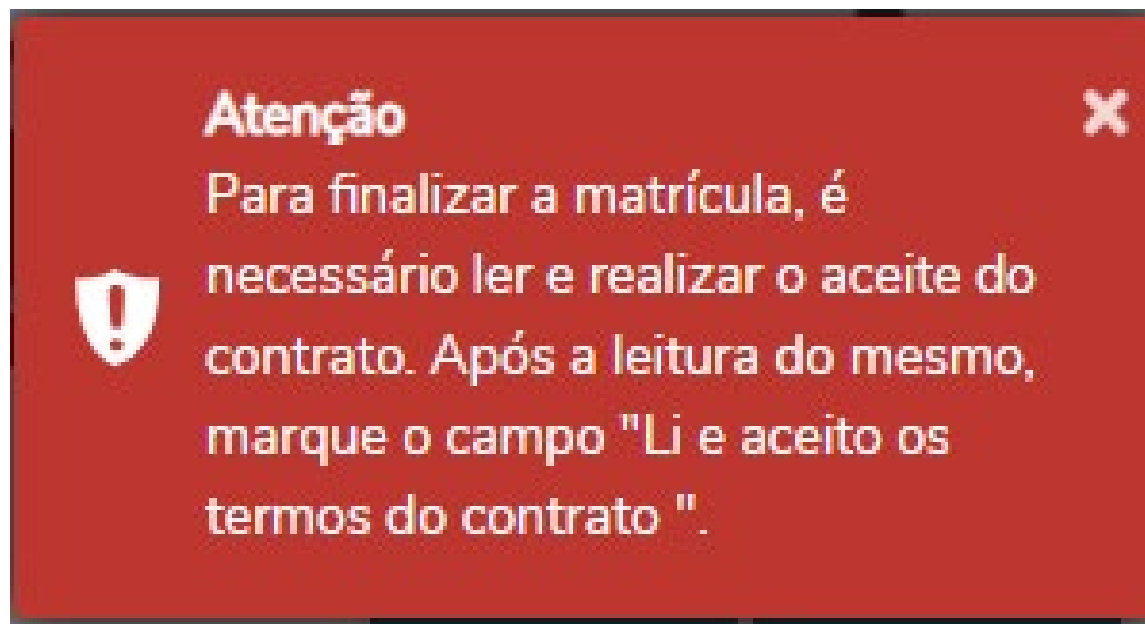 Atenção
Para finalizar a matrícula, é
necessário ler e realizar o aceite do
contrato. Após a leitura do mesmo,
marque o campo "Li e aceito os
termos do contrato ".